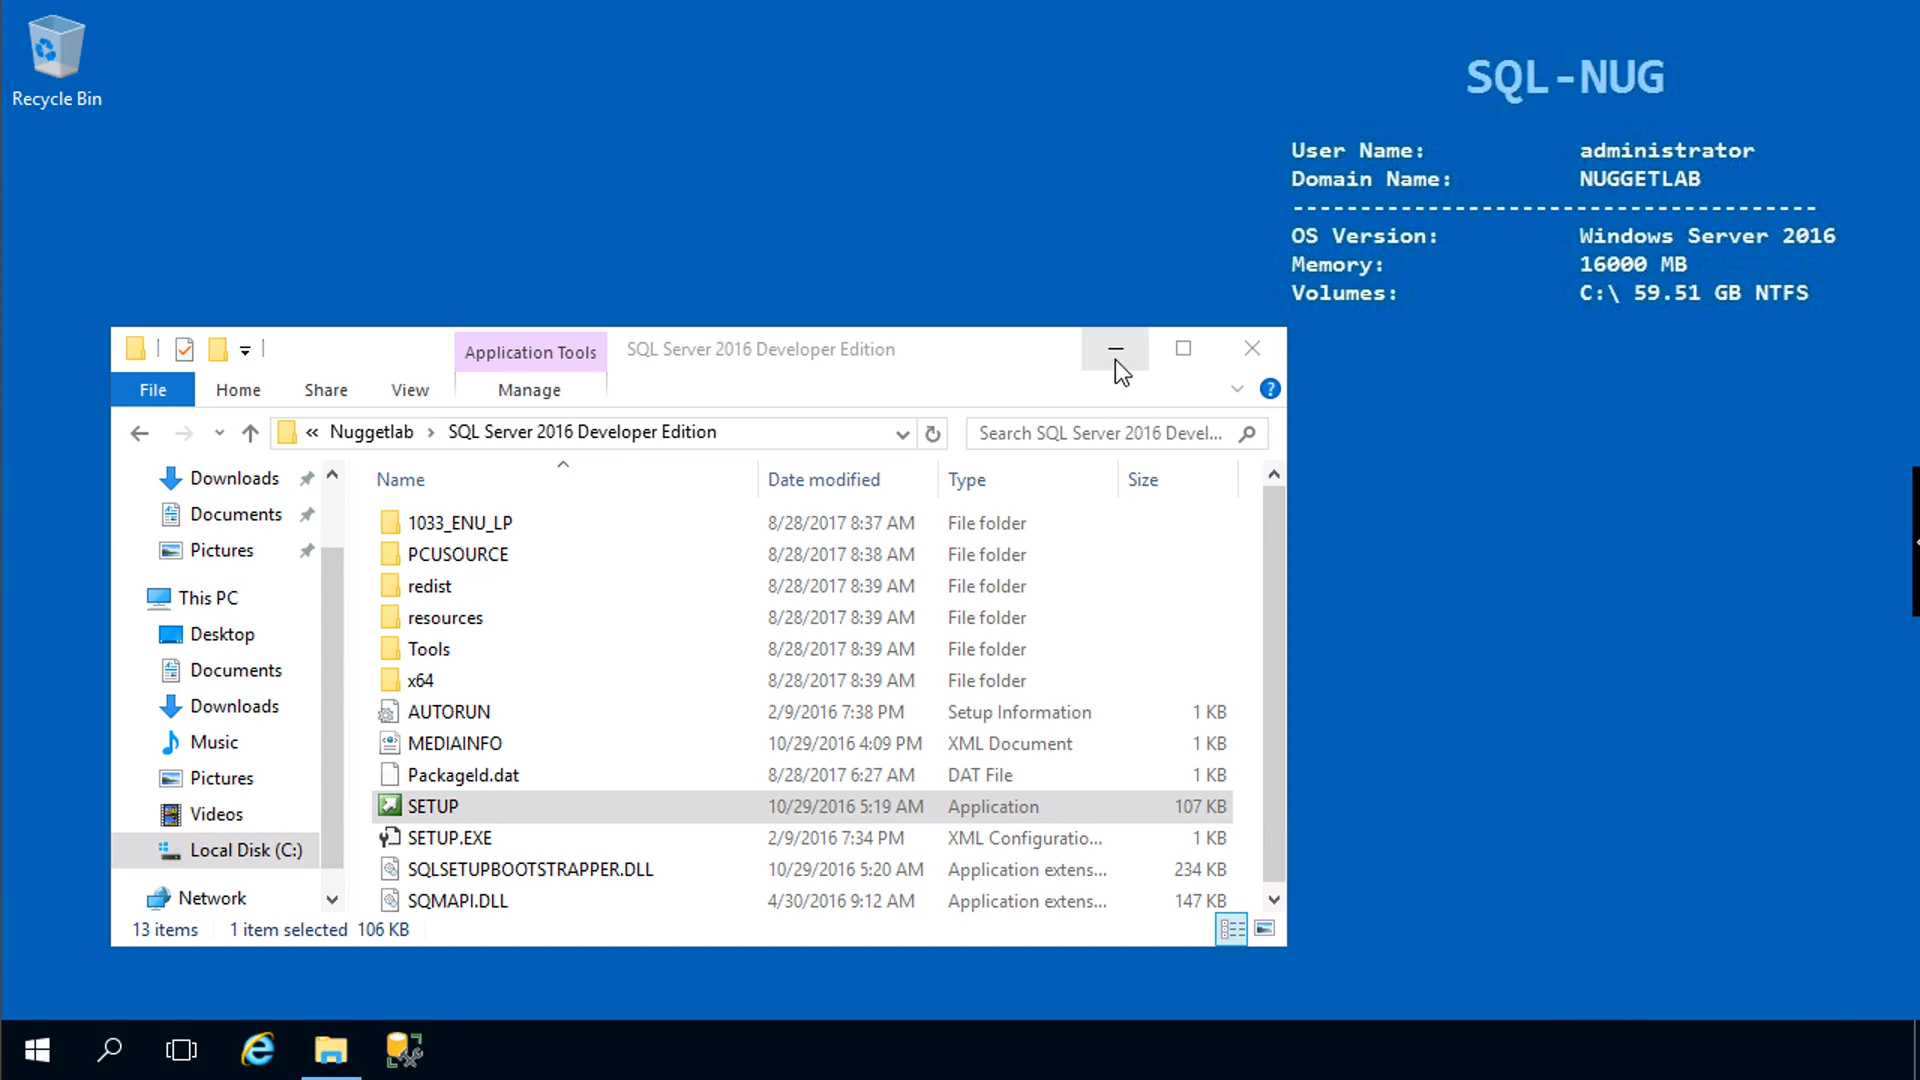 Recycle Bin
SQL-NUG
User Name: administrator
Domain Name: NUGGETLAB
---------------------------------------
OS Version: Windows Server 2016
Memory: 16000 MB
Volumes: C:\ 59.51 GB NTFS
Application Tools
SQL Server 2016 Developer Edition
File
Home
Share
View
Manage
« Nuggetlab > SQL Server 2016 Developer Edition
Search SQL Server 2016 Devel...
Downloads
Documents
Pictures
This PC
Desktop
Documents
Downloads
Music
Pictures
Videos
Local Disk (C:)
Network
Name Date modified Type Size
1033_ENU_LP 8/28/2017 8:37 AM File folder
PCUSOURCE 8/28/2017 8:38 AM File folder
redist 8/28/2017 8:39 AM File folder
resources 8/28/2017 8:39 AM File folder
Tools 8/28/2017 8:39 AM File folder
x64 8/28/2017 8:39 AM File folder
AUTORUN 2/9/2016 7:38 PM Setup Information 1 KB
MEDIAINFO 10/29/2016 4:09 PM XML Document 1 KB
PackageId.dat 8/28/2017 6:27 AM DAT File 1 KB
SETUP 10/29/2016 5:19 AM Application 107 KB
SETUP.EXE 2/9/2016 7:34 PM XML Configuratio... 1 KB
SQLSETUPBOOTSTRAPPER.DLL 10/29/2016 5:20 AM Application extens... 234 KB
SQMAPI.DLL 4/30/2016 9:12 AM Application extens... 147 KB
13 items 1 item selected 106 KB